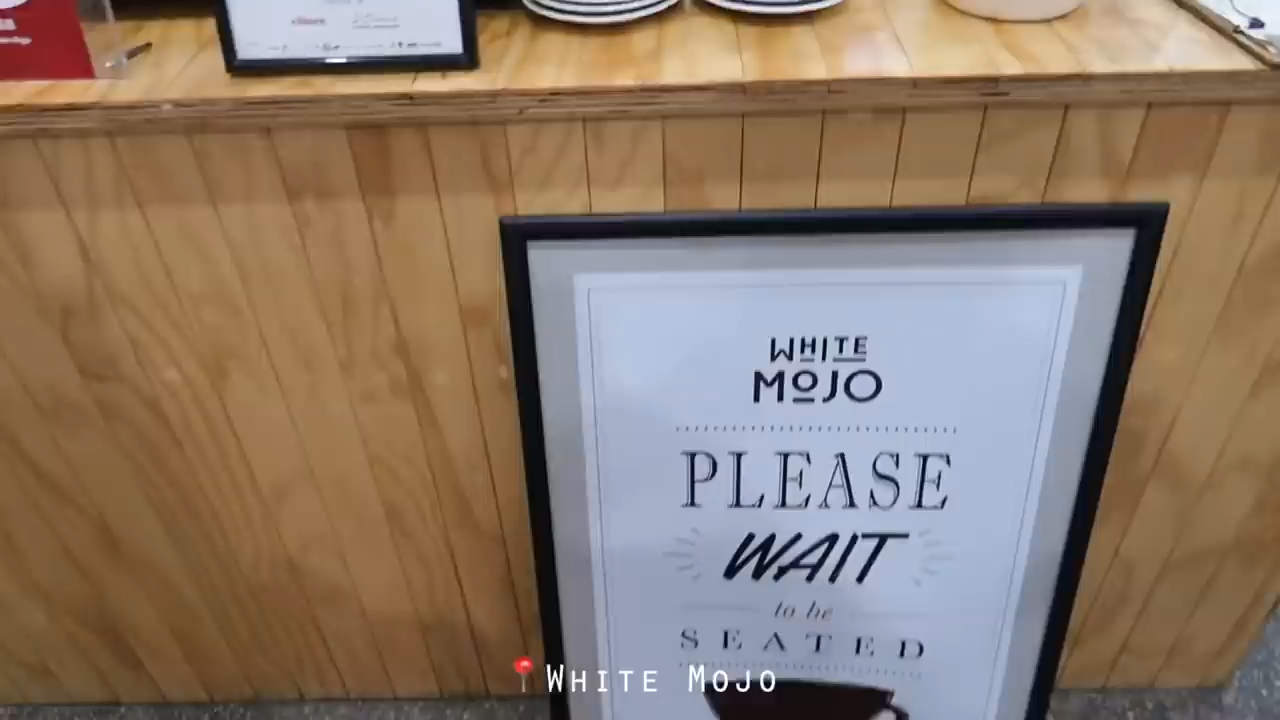 WHITE
MOJO
PLEASE
WAIT
to be
SEATED
📍WHITE MOJO